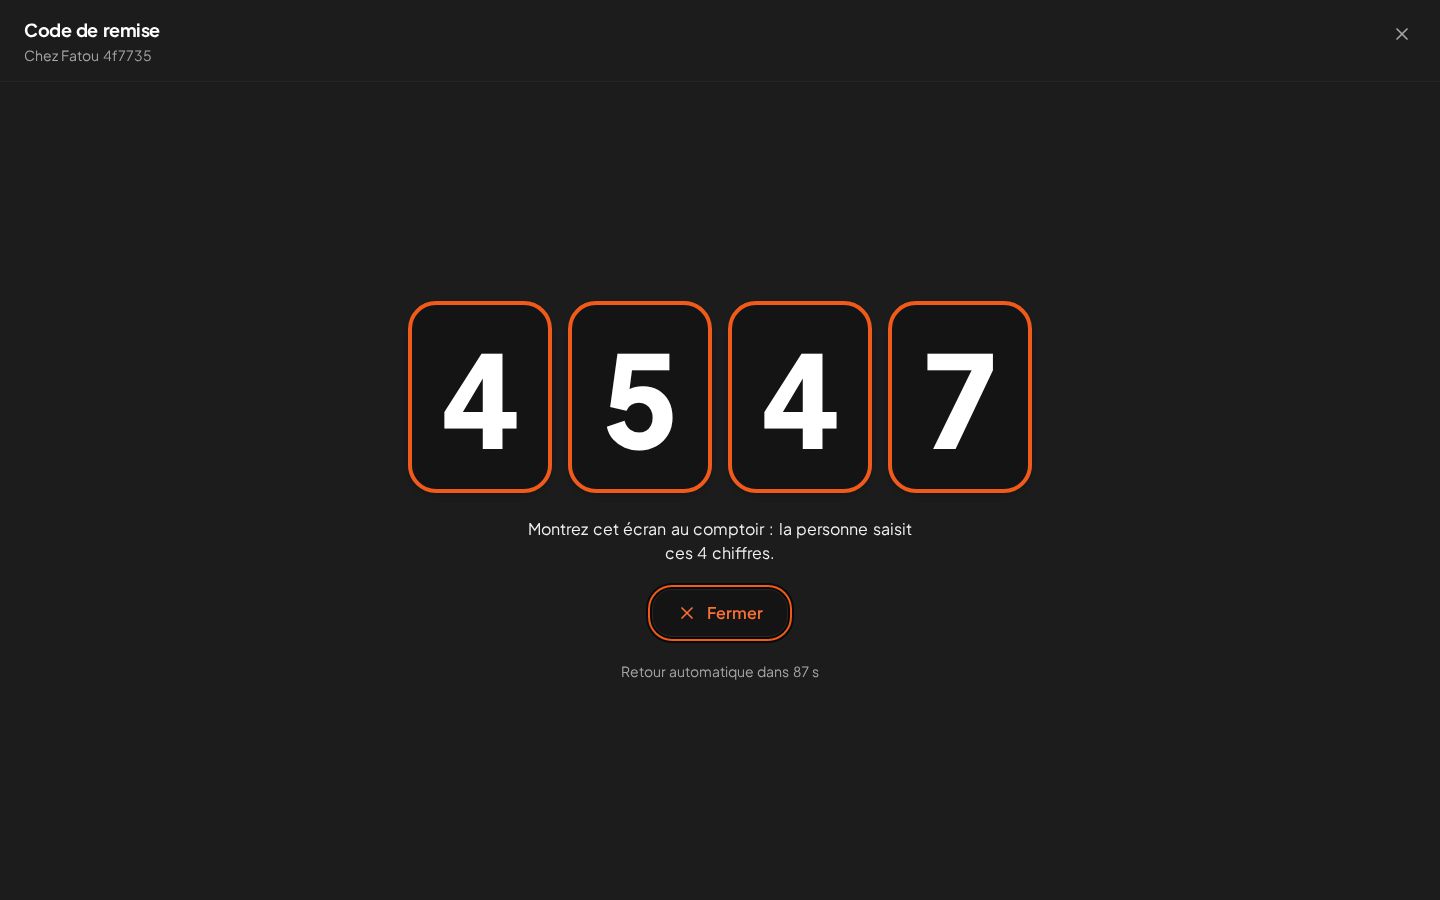 Code de remise
Chez Fatou 4f7735
4 5 4 7
Montrez cet écran au comptoir : la personne saisit
ces 4 chiffres.
Fermer
Retour automatique dans 87 s